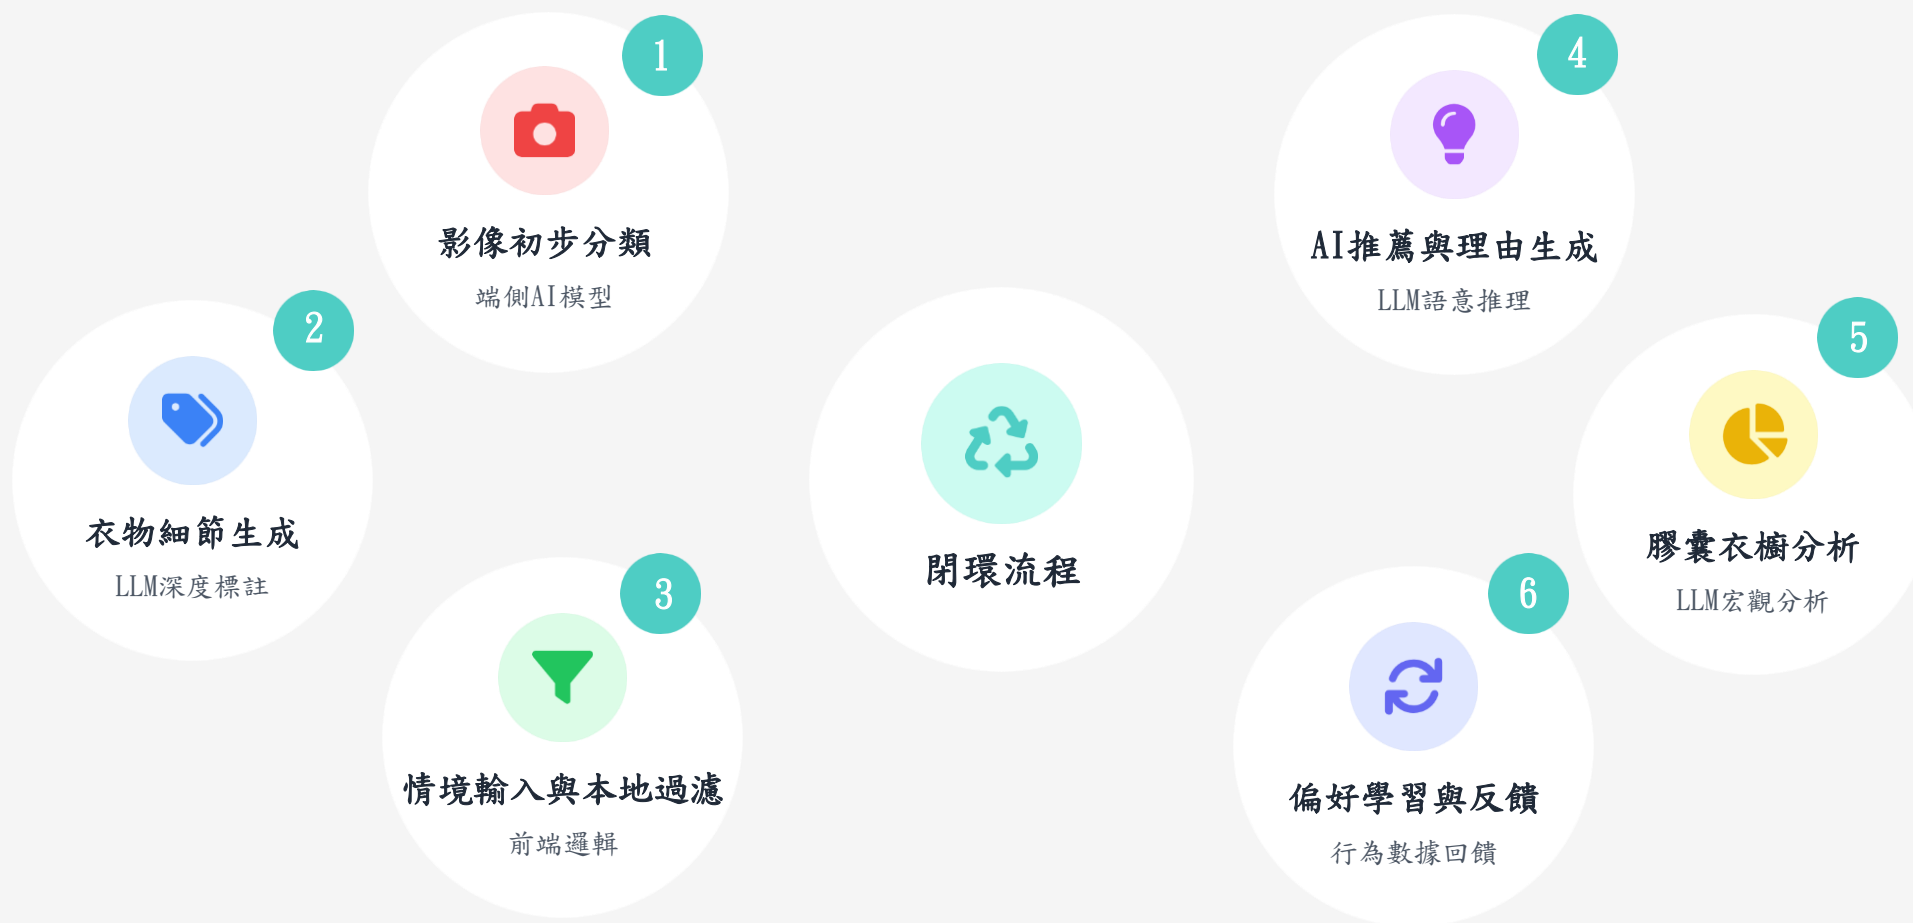 1
影像初步分類
端側AI模型
2
衣物細節生成
LLM深度標註
3
情境輸入與本地過濾
前端邏輯
閉環流程
4
AI推薦與理由生成
LLM語意推理
5
膠囊衣櫥分析
LLM宏觀分析
6
偏好學習與反饋
行為數據回饋